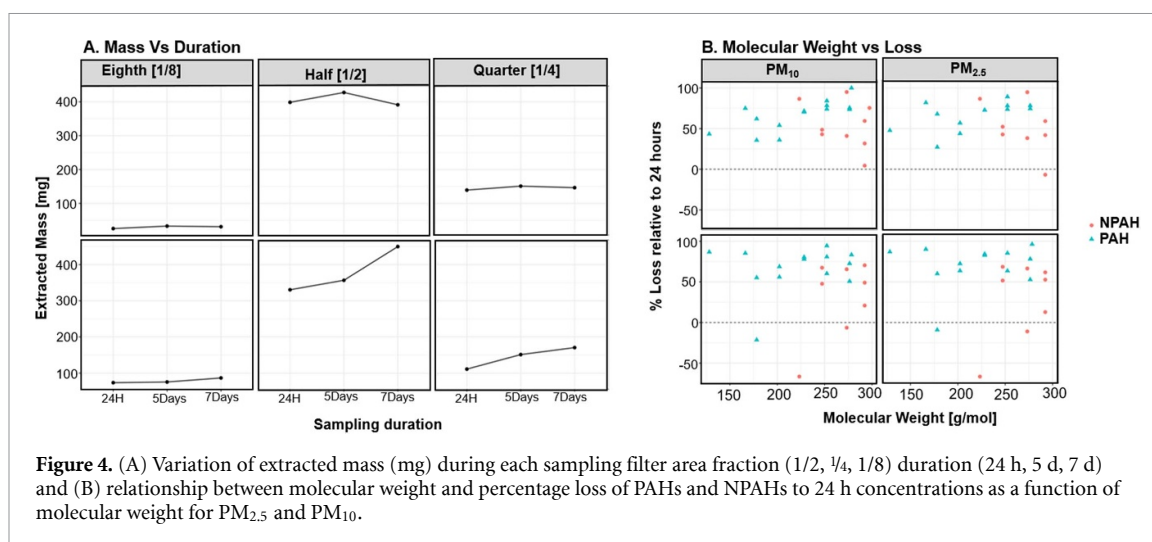 A. Mass Vs Duration
Eighth [1/8]
Half [1/2]
Quarter [1/4]
Extracted Mass [mg]
400
300
200
100
400
300
200
100
24H
5Days
7Days
24H
5Days
7Days
24H
5Days
7Days
Sampling duration
B. Molecular Weight vs Loss
PM10
PM2.5
% Loss relative to 24 hours
100
50
0
-50
100
50
0
-50
150
200
250
300
150
200
250
300
Molecular Weight [g/mol]
NPAH
PAH
Figure 4. (A) Variation of extracted mass (mg) during each sampling filter area fraction (1/2, ¼, 1/8) duration (24 h, 5 d, 7 d)
and (B) relationship between molecular weight and percentage loss of PAHs and NPAHs to 24 h concentrations as a function of
molecular weight for PM2.5 and PM10.